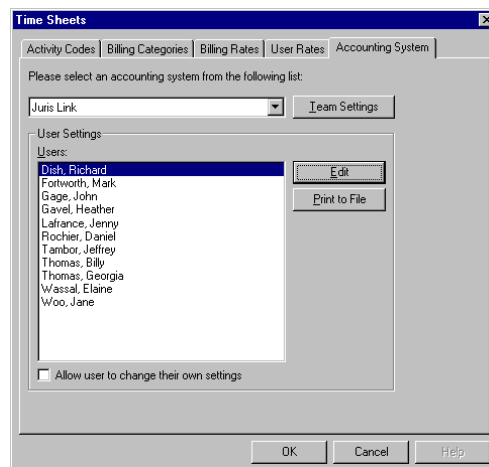 Time Sheets
Activity Codes Billing Categories Billing Rates User Rates Accounting System
Please select an accounting system from the following list:
Juris Link Team Settings
User Settings
Users:
Dish, Richard Edit
Fortworth, Mark
Gage, John Print to File
Gavel, Heather
Lafrance, Jenny
Rochier, Daniel
Tambor, Jeffrey
Thomas, Billy
Thomas, Georgia
Wassal, Elaine
Woo, Jane
Allow user to change their own settings
OK Cancel Help